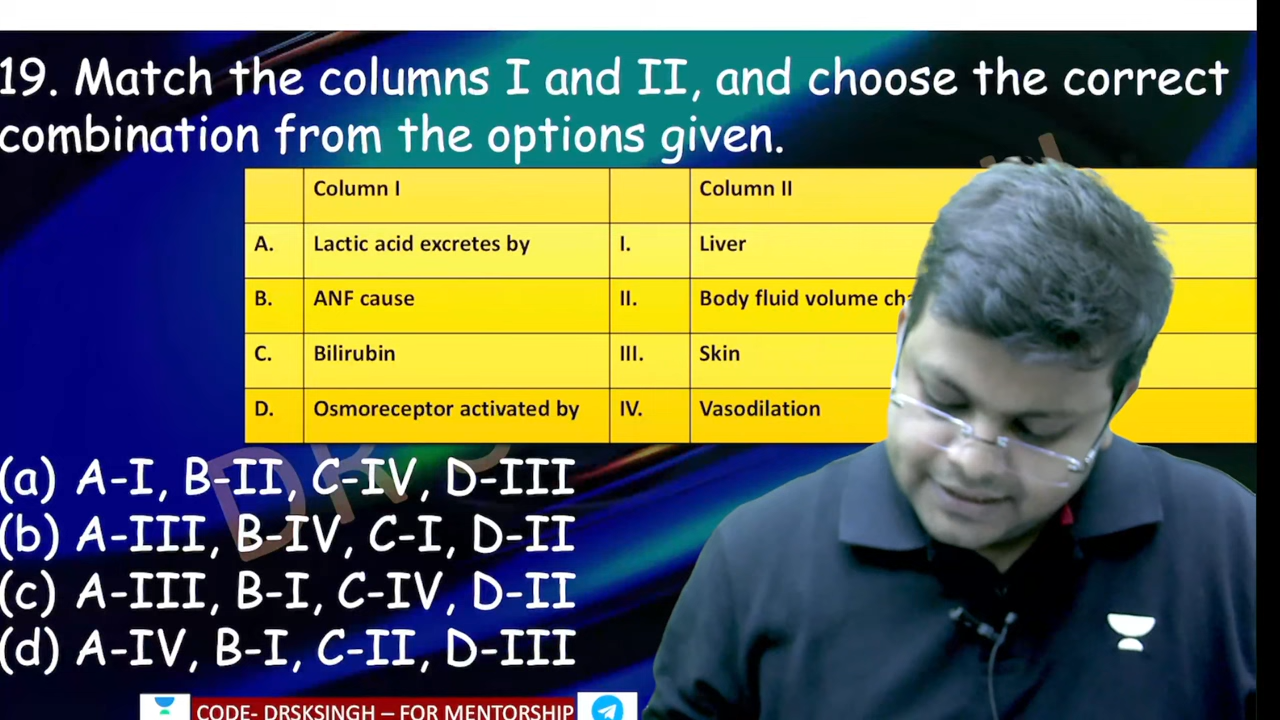 19. Match the columns I and II, and choose the correct
combination from the options given.
Column I Column II
A. Lactic acid excretes by I. Liver
B. ANF cause II. Body fluid volume
C. Bilirubin III. Skin
D. Osmoreceptor activated by IV. Vasodilation
(a) A-I, B-II, C-IV, D-III
(b) A-III, B-IV, C-I, D-II
(c) A-III, B-I, C-IV, D-II
(d) A-IV, B-I, C-II, D-III
CODE- DRSKSINGH – FOR MENTORSHIP